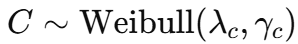 C ∼ Weibull(λ_c, γ_c)